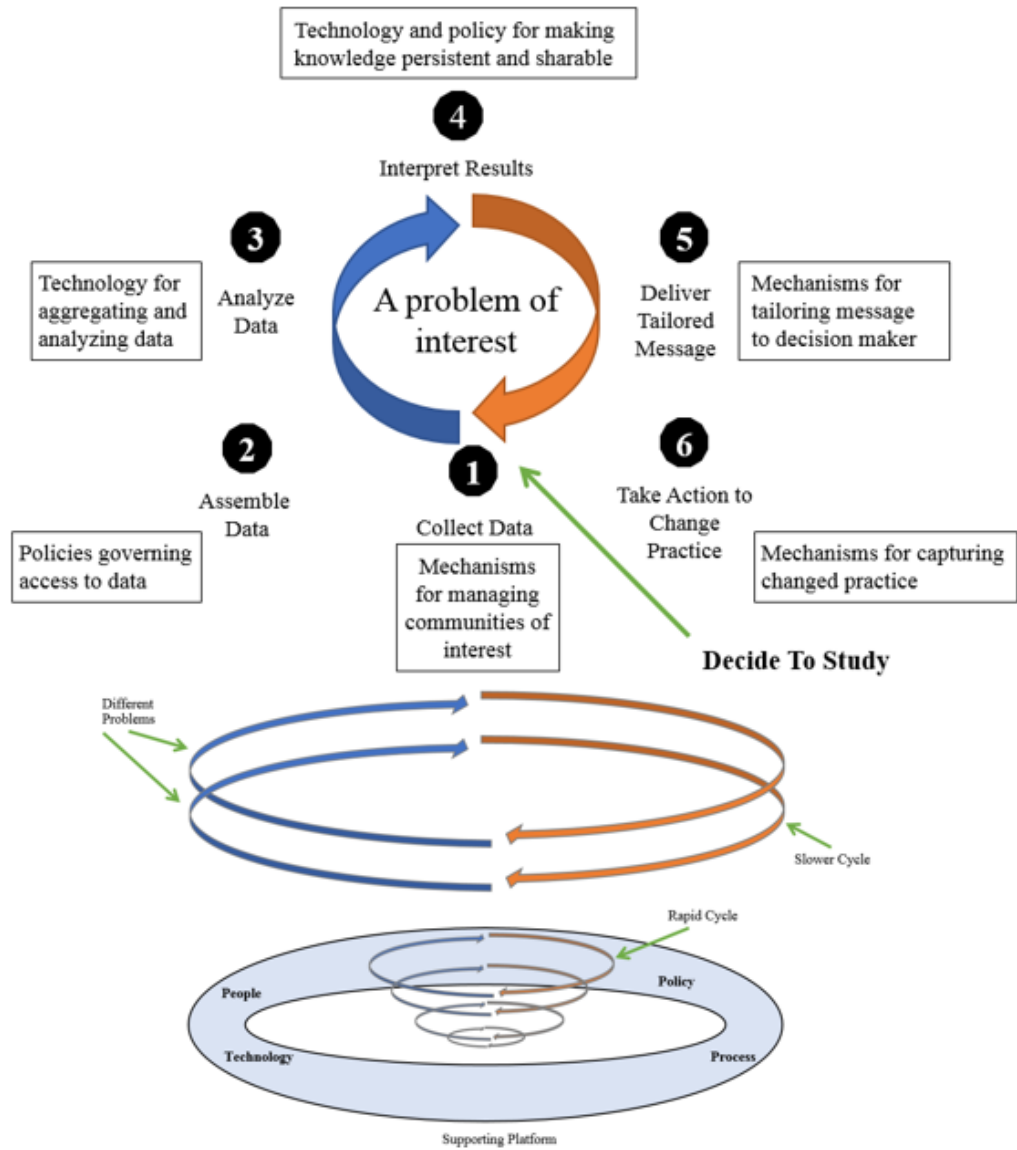 Technology and policy for making
knowledge persistent and sharable
4
Interpret Results
3
Analyze
Data
Technology for
aggregating and
analyzing data
A problem of
interest
5
Deliver
Tailored
Message
Mechanisms for
tailoring message
to decision maker
2
Assemble
Data
Policies governing
access to data
1
Collect Data
Mechanisms
for managing
communities of
interest
6
Take Action to
Change
Practice
Mechanisms for capturing
changed practice
Decide To Study
Different
Problems
Slower Cycle
Rapid Cycle
People
Policy
Technology
Process
Supporting Platform